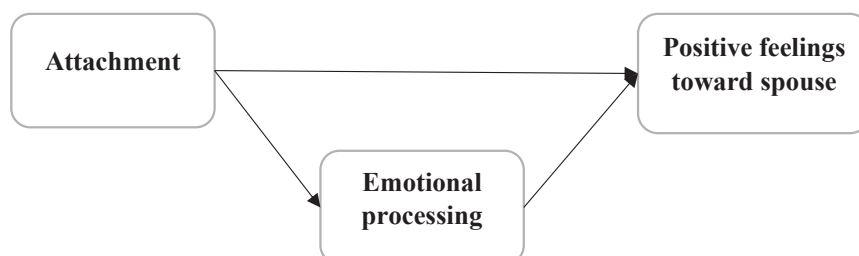 Attachment
Positive feelings
toward spouse
Emotional
processing